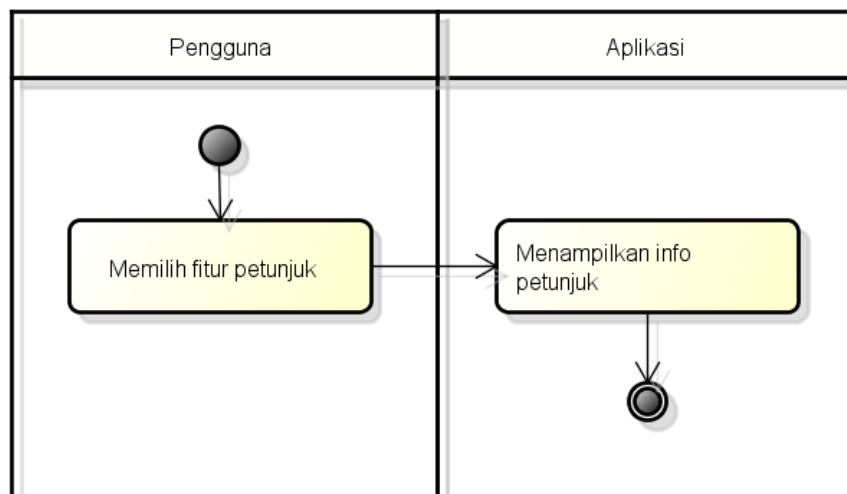 Pengguna
Aplikasi
Memilih fitur petunjuk
Menampilkan info
petunjuk